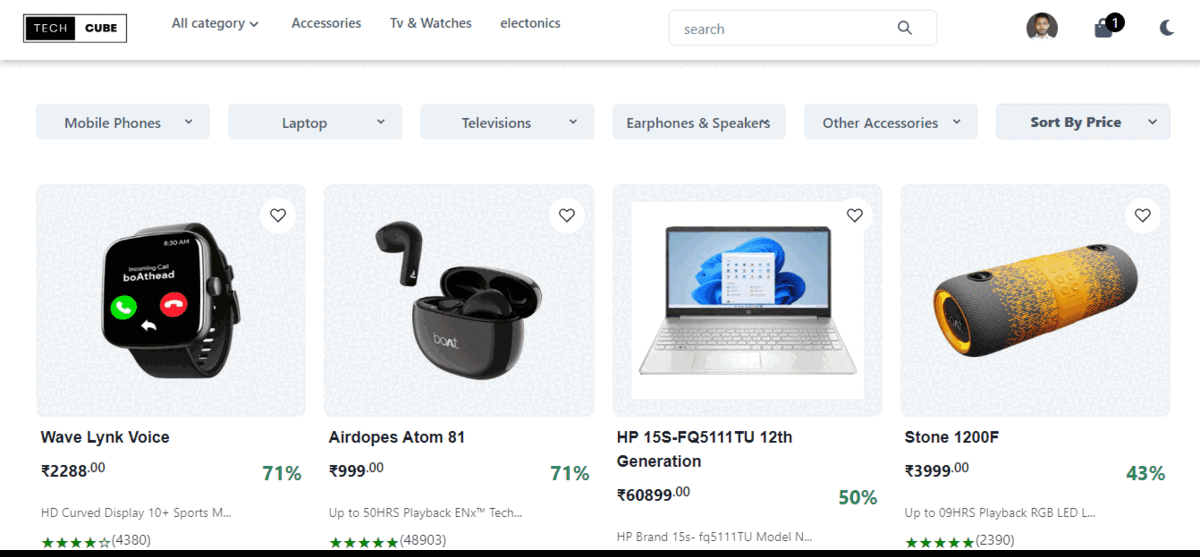 TECH CUBE
All category
Accessories
Tv & Watches
electonics
search
1
Mobile Phones
Laptop
Televisions
Earphones & Speakers
Other Accessories
Sort By Price
8:30 AM
Incoming Call
boAthead
boAt
boAt
Wave Lynk Voice
₹2288.00
71%
HD Curved Display 10+ Sports M...
★★★★☆(4380)
Airdopes Atom 81
₹999.00
71%
Up to 50HRS Playback ENx™ Tech...
★★★★★(48903)
HP 15S-FQ5111TU 12th
Generation
₹60899.00
50%
HP Brand 15s- fq5111TU Model N...
Stone 1200F
₹3999.00
43%
Up to 09HRS Playback RGB LED L...
★★★★★(2390)